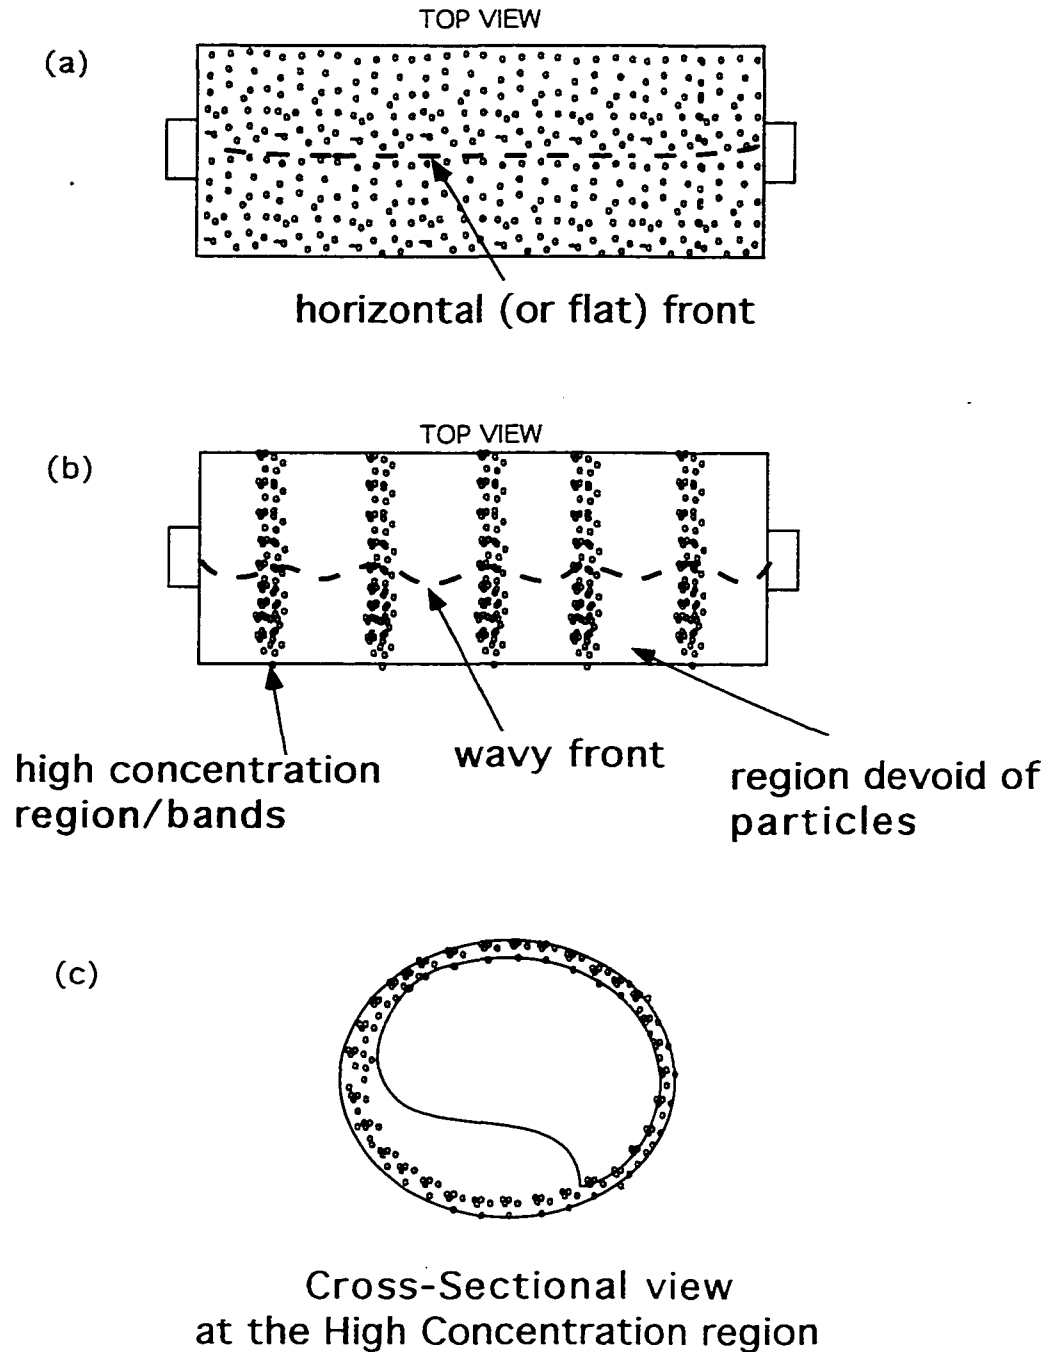 TOP VIEW
(a)
horizontal (or flat) front
TOP VIEW
(b)
high concentration
region/bands
wavy front
region devoid of
particles
(c)
Cross-Sectional view
at the High Concentration region